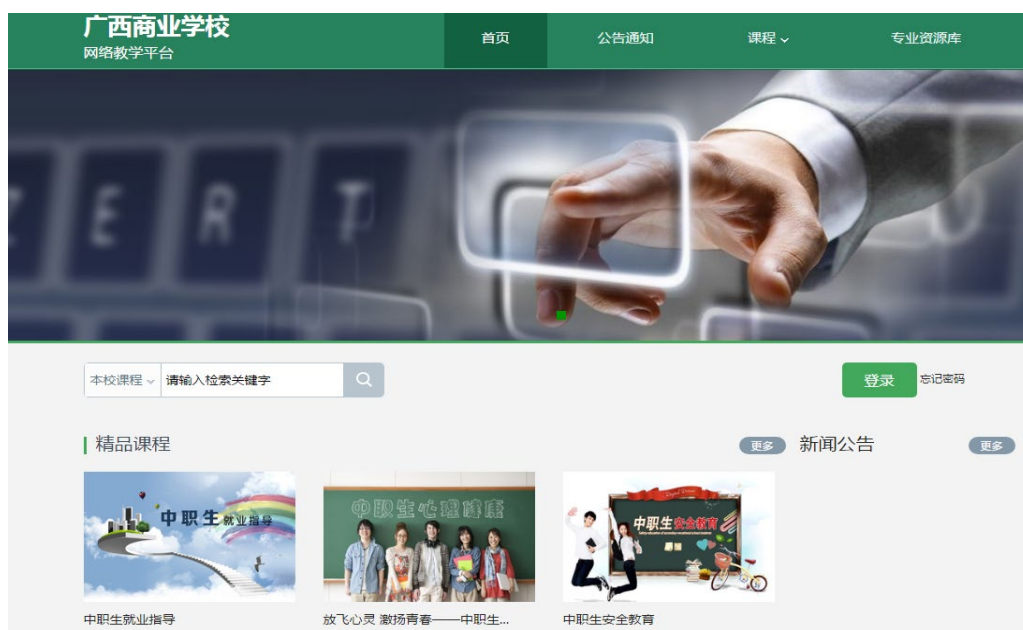 广西商业学校
网络教学平台
首页
公告通知
课程
专业资源库
E R T
本校课程
请输入检索关键字
登录
忘记密码
精品课程
更多
新闻公告
更多
中职生就业指导
中职生心理健康
中职生安全教育
中职生就业指导
放飞心灵 激扬青春——中职生...
中职生安全教育